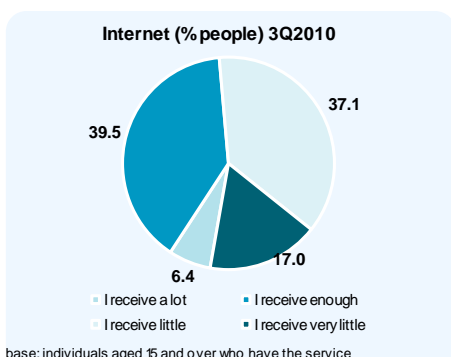 Internet (% people) 3Q2010
37.1
39.5
17.0
6.4
I receive a lot
I receive enough
I receive little
I receive very little
base: individuals aged 15 and over who have the service